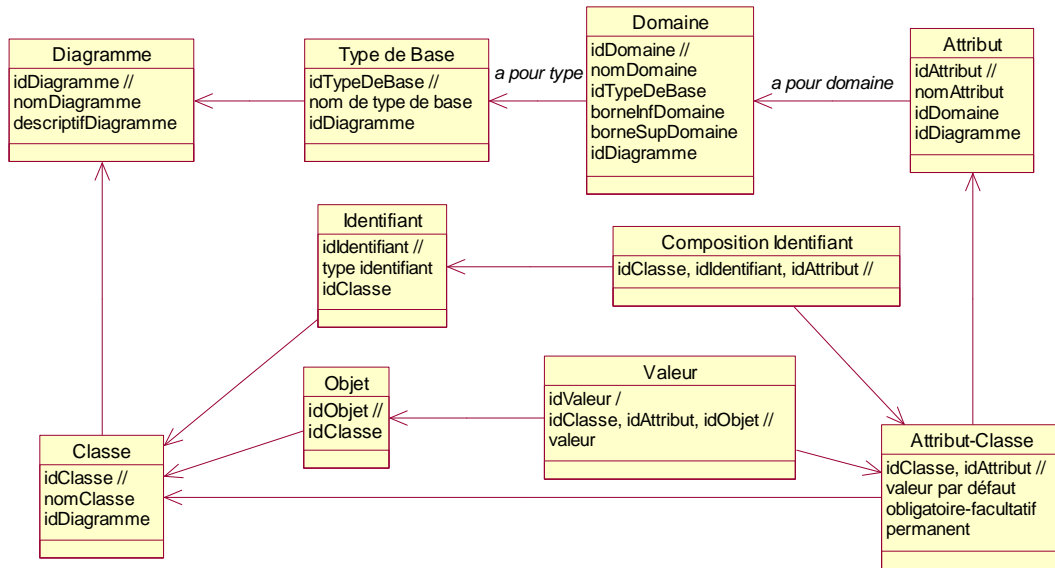 Diagramme
idDiagramme //
nomDiagramme
descriptifDiagramme
Type de Base
idTypeDeBase //
nom de type de base
idDiagramme
a pour type
Domaine
idDomaine //
nomDomaine
idTypeDeBase
borneInfDomaine
borneSupDomaine
idDiagramme
a pour domaine
Attribut
idAttribut //
nomAttribut
idDomaine
idDiagramme
Identifiant
idIdentifiant //
type identifiant
idClasse
Composition Identifiant
idClasse, idIdentifiant, idAttribut //
Objet
idObjet //
idClasse
Valeur
idValeur /
idClasse, idAttribut, idObjet //
valeur
Classe
idClasse //
nomClasse
idDiagramme
Attribut-Classe
idClasse, idAttribut //
valeur par défaut
obligatoire-facultatif
permanent